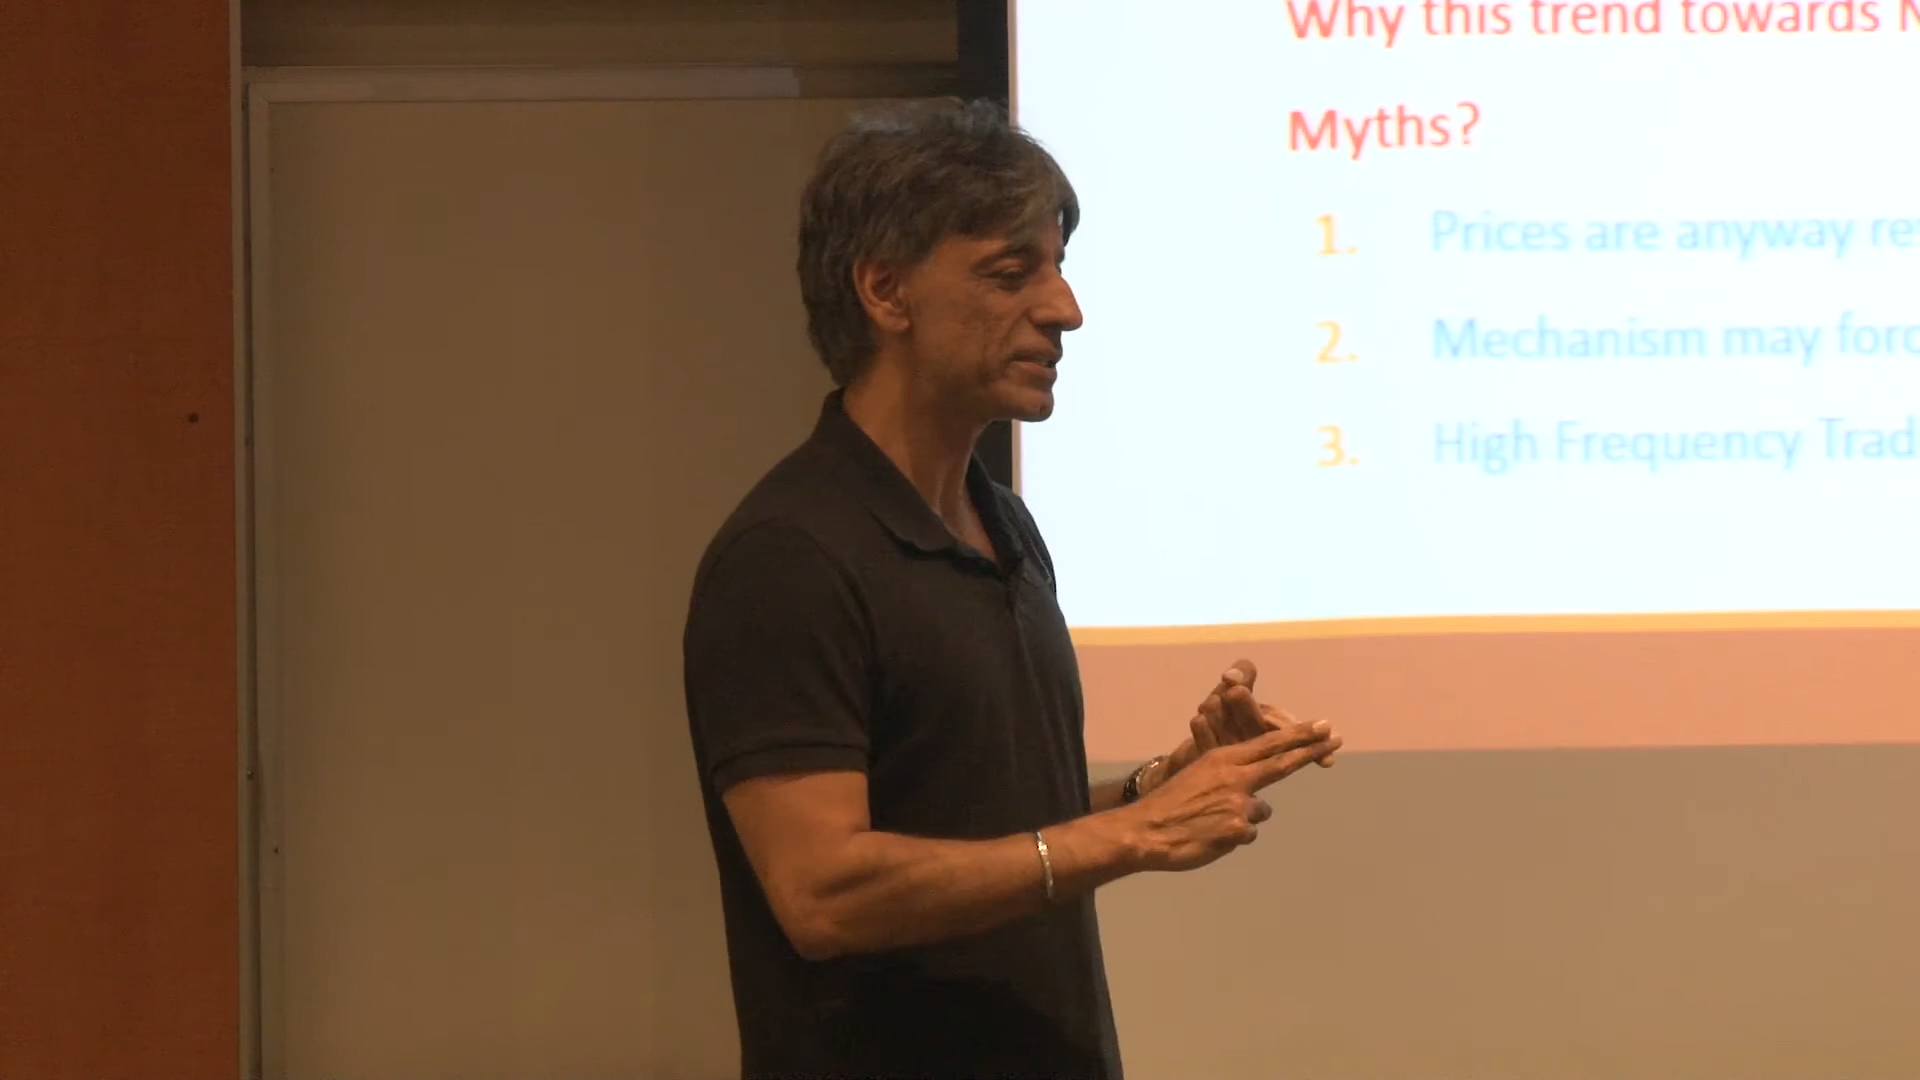 Why this trend towards
Myths?
1. Prices are anyway
2. Mechanism may
3. High Frequency